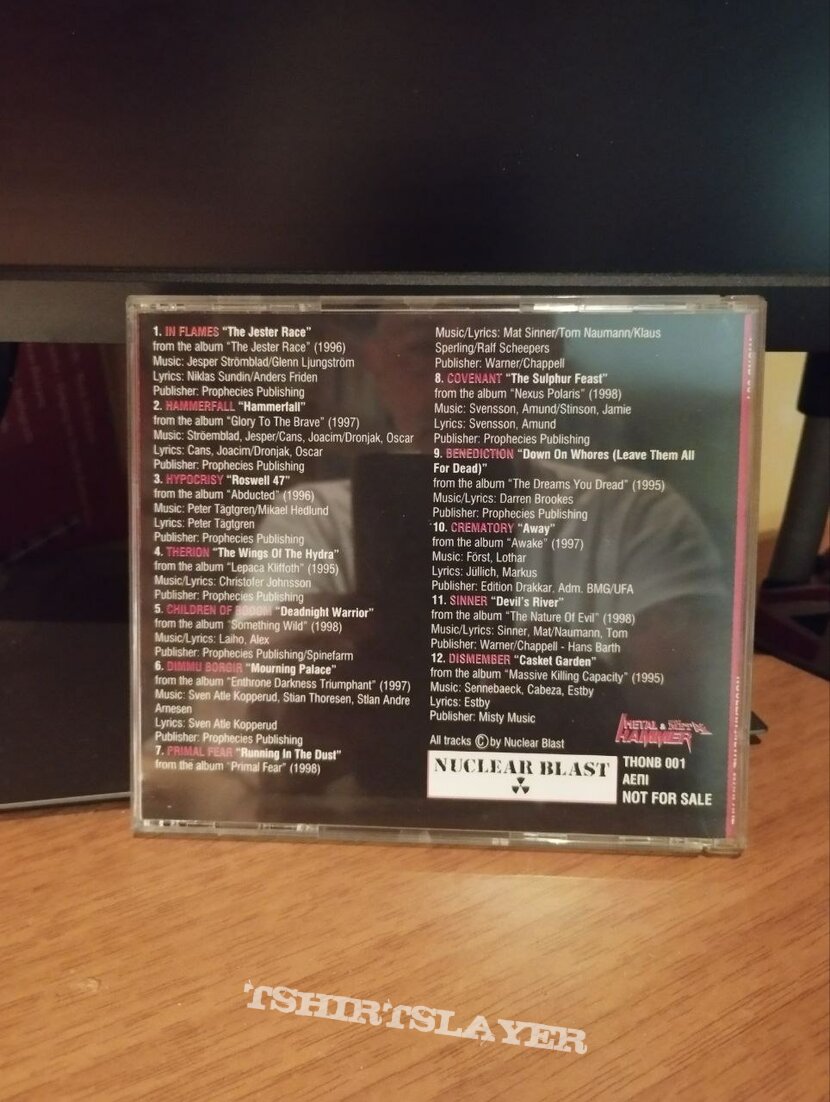 1. IN FLAMES “The Jester Race”
from the album “The Jester Race” (1996)
Music: Jesper Strömblad/Glenn Ljungström
Lyrics: Niklas Sundin/Anders Friden
Publisher: Prophecies Publishing
2. HAMMERFALL “Hammerfall”
from the album “Glory To The Brave” (1997)
Music: Ströemblad, Jesper/Cans, Joacim/Dronjak, Oscar
Lyrics: Cans, Joacim/Dronjak, Oscar
Publisher: Prophecies Publishing
3. HYPOCRISY “Roswell 47”
from the album “Abducted” (1996)
Music: Peter Tägtgren/Mikael Hedlund
Lyrics: Peter Tägtgren
Publisher: Prophecies Publishing
4. THERION “The Wings Of The Hydra”
from the album “Lepaca Kliffoth” (1995)
Music/Lyrics: Christofer Johnsson
Publisher: Prophecies Publishing
5. CHILDREN OF BODOM “Deadnight Warrior”
from the album “Something Wild” (1998)
Music/Lyrics: Laiho, Alex
Publisher: Prophecies Publishing/Spinefarm
6. DIMMU BORGIR “Mourning Palace”
from the album “Enthrone Darkness Triumphant” (1997)
Music: Sven Atle Kopperud, Stian Thoresen, Stian Andre
Arnesen
Lyrics: Sven Atle Kopperud
Publisher: Prophecies Publishing
7. PRIMAL FEAR “Running In The Dust”
from the album “Primal Fear” (1998)
Music/Lyrics: Mat Sinner/Tom Naumann/Klaus
Sperling/Ralf Scheepers
Publisher: Warner/Chappell
8. COVENANT “The Sulphur Feast”
from the album “Nexus Polaris” (1998)
Music: Svensson, Amund/Stinson, Jamie
Lyrics: Svensson, Amund
Publisher: Prophecies Publishing
9. BENEDICTION “Down On Whores (Leave Them All
For Dead)”
from the album “The Dreams You Dread” (1995)
Music/Lyrics: Darren Brookes
Publisher: Prophecies Publishing
10. CREMATORY “Away”
from the album “Awake” (1997)
Music: Först, Lothar
Lyrics: Jüllich, Markus
Publisher: Edition Drakkar. Adm. BMG/UFA
11. SINNER “Devil’s River”
from the album “The Nature Of Evil” (1998)
Music/Lyrics: Sinner, Mat/Naumann, Tom
Publisher: Warner/Chappell - Hans Barth
12. DISMEMBER “Casket Garden”
from the album “Massive Killing Capacity” (1995)
Music: Sennebaeck, Cabeza, Estby
Lyrics: Estby
Publisher: Misty Music
All tracks © by Nuclear Blast
METAL &
HAMMER
NUCLEAR BLAST
THONB 001
ΑΕΠΙ
NOT FOR SALE
TSHIRTSLAYER